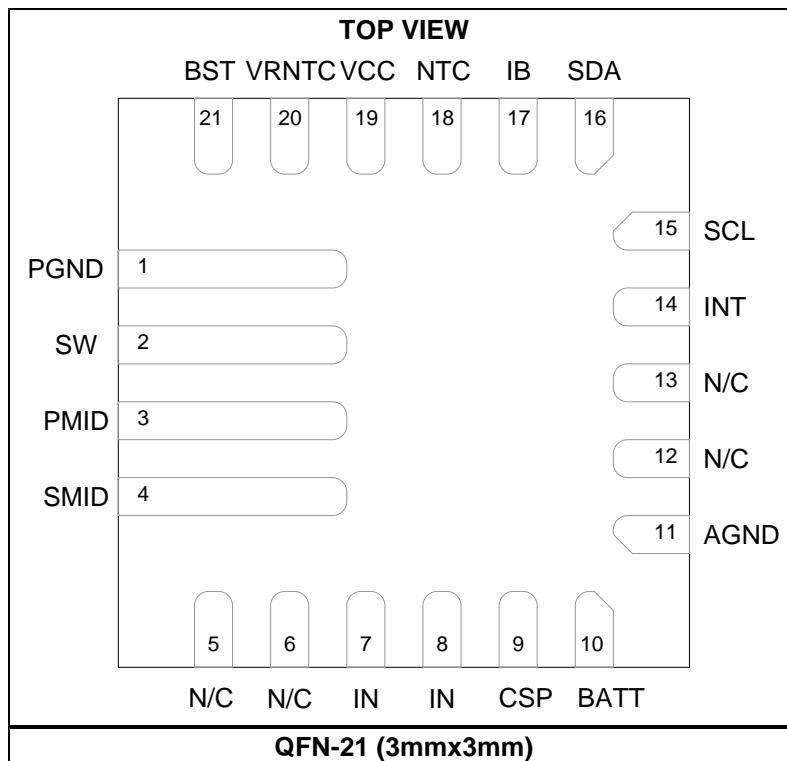 TOP VIEW
BST VRNTC VCC NTC IB SDA
21 20 19 18 17 16
15 SCL
PGND 1
14 INT
SW 2
13 N/C
PMID 3
12 N/C
SMID 4
11 AGND
5 6 7 8 9 10
N/C N/C IN IN CSP BATT
QFN-21 (3mmx3mm)